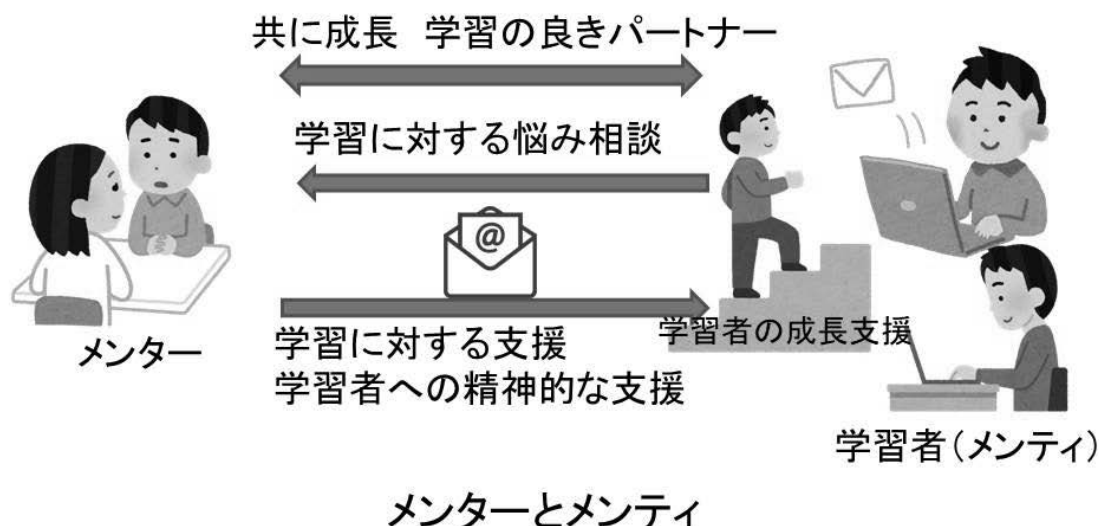 共に成長　学習の良きパートナー
学習に対する悩み相談
@
学習に対する支援
学習者への精神的な支援
学習者の成長支援
メンター
学習者(メンティ)
メンターとメンティ